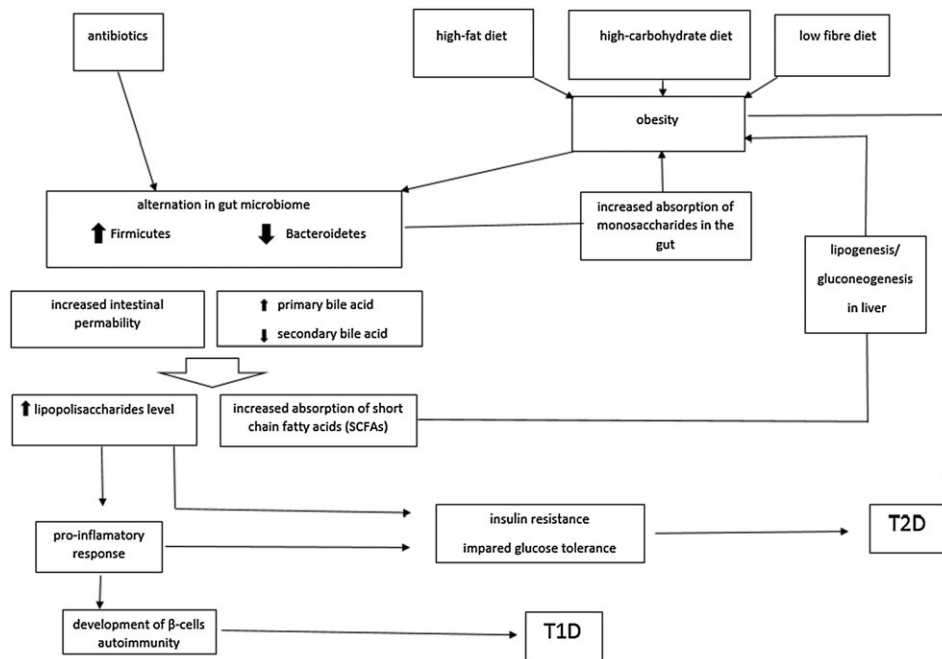 antibiotics
high-fat diet
high-carbohydrate diet
low fibre diet
obesity
alternation in gut microbiome
Firmicutes
Bacteroidetes
increased absorption of
monosaccharides in the
gut
lipogenesis/
gluconeogenesis
in liver
increased intestinal
permability
primary bile acid
secondary bile acid
lipopolisaccharides level
increased absorption of short
chain fatty acids (SCFAs)
pro-inflamatory
response
insulin resistance
impared glucose tolerance
T2D
development of β-cells
autoimmunity
T1D